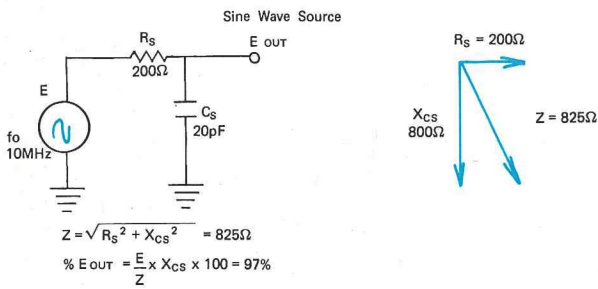 Sine Wave Source
RS
200Ω
E OUT
E
fo
10MHz
CS
20pF
RS = 200Ω
XCS
800Ω
Z = 825Ω
Z = √RS² + XCS² = 825Ω
% E OUT = E/Z x XCS x 100 = 97%